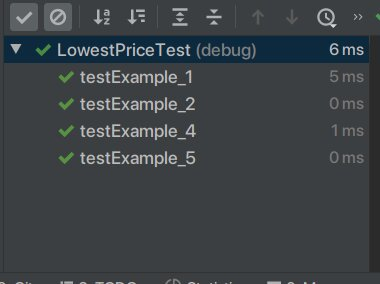 LowestPriceTest (debug) 6 ms
testExample_1 5 ms
testExample_2 0 ms
testExample_4 1 ms
testExample_5 0 ms